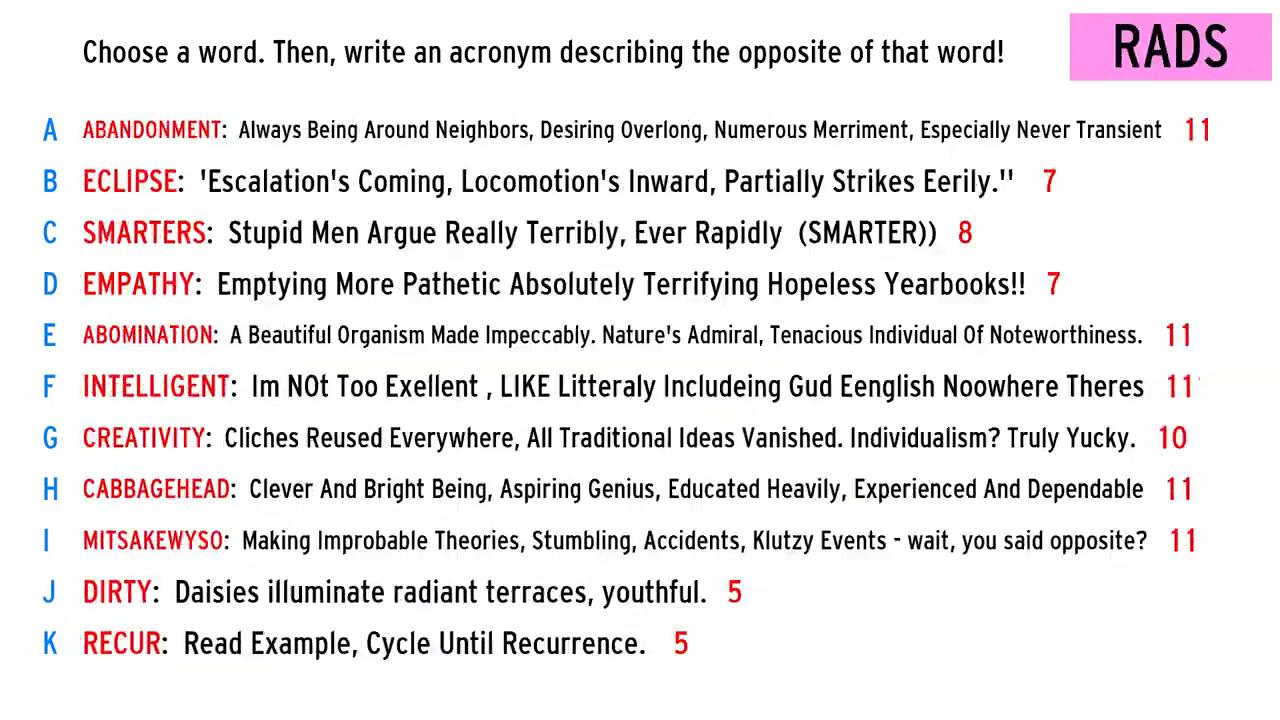 Choose a word. Then, write an acronym describing the opposite of that word! RADS
A ABANDONMENT: Always Being Around Neighbors, Desiring Overlong, Numerous Merriment, Especially Never Transient 11
B ECLIPSE: 'Escalation's Coming, Locomotion's Inward, Partially Strikes Eerily.'' 7
C SMARTERS: Stupid Men Argue Really Terribly, Ever Rapidly (SMARTER)) 8
D EMPATHY: Emptying More Pathetic Absolutely Terrifying Hopeless Yearbooks!! 7
E ABOMINATION: A Beautiful Organism Made Impeccably. Nature's Admiral, Tenacious Individual Of Noteworthiness. 11
F INTELLIGENT: Im NOt Too Exellent , LIKE Litteraly Includeing Gud Eenglish Noowhere Theres 11
G CREATIVITY: Cliches Reused Everywhere, All Traditional Ideas Vanished. Individualism? Truly Yucky. 10
H CABBAGEHEAD: Clever And Bright Being, Aspiring Genius, Educated Heavily, Experienced And Dependable 11
I MITSAKEWYSO: Making Improbable Theories, Stumbling, Accidents, Klutzy Events - wait, you said opposite? 11
J DIRTY: Daisies illuminate radiant terraces, youthful. 5
K RECUR: Read Example, Cycle Until Recurrence. 5